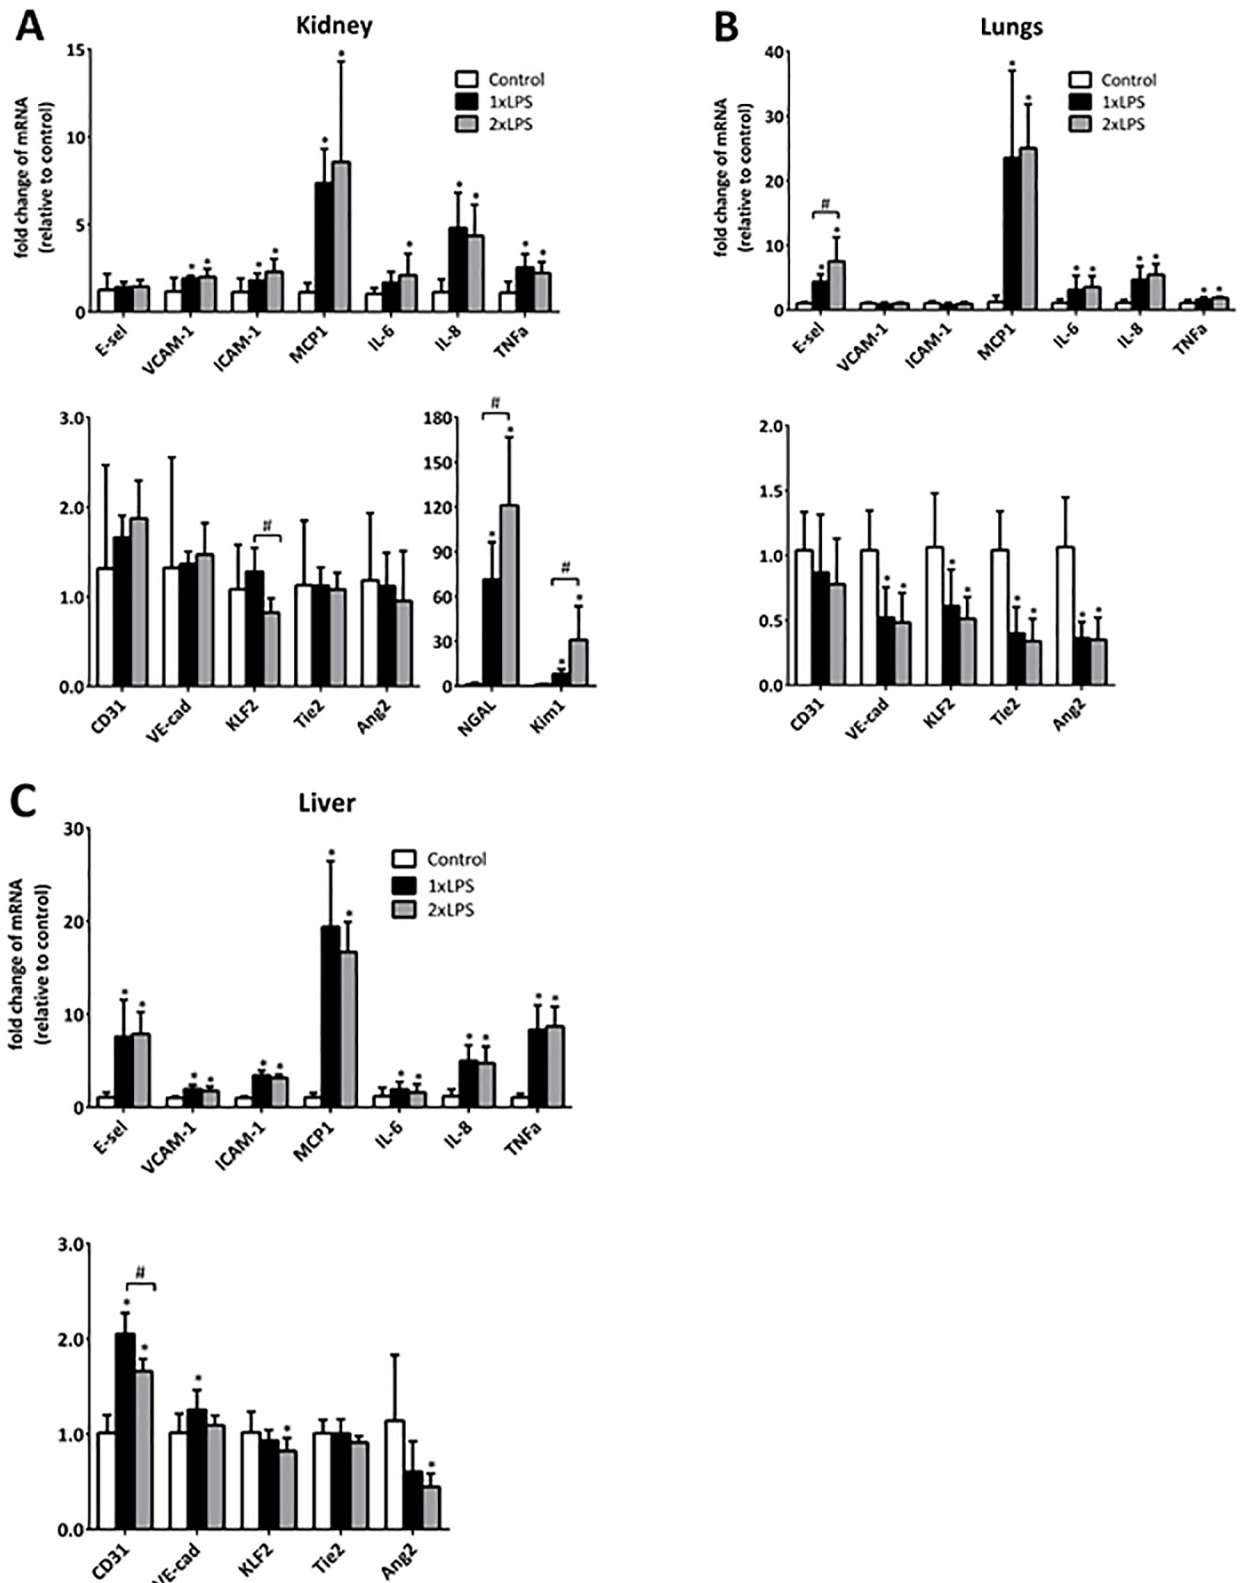 A
Kidney
fold change of mRNA
(relative to control)
15
10
5
0
Control
1xLPS
2xLPS
* * * * * * * * * * * *
E-sel VCAM-1 ICAM-1 MCP1 IL-6 IL-8 TNFa
3.0
2.0
1.0
0.0
#
CD31 VE-cad KLF2 Tie2 Ang2
180
150
120
90
60
30
0
# #
* * * *
NGAL Kim1
B
Lungs
fold change of mRNA
(relative to control)
40
30
20
10
0
Control
1xLPS
2xLPS
#
* * * * * * * * * *
E-sel VCAM-1 ICAM-1 MCP1 IL-6 IL-8 TNFa
2.0
1.5
1.0
0.5
0.0
* * * * * * * *
CD31 VE-cad KLF2 Tie2 Ang2
C
Liver
fold change of mRNA
(relative to control)
30
20
10
0
Control
1xLPS
2xLPS
* * * * * * * * * * * * * *
E-sel VCAM-1 ICAM-1 MCP1 IL-6 IL-8 TNFa
3.0
2.0
1.0
0.0
#
* * * * *
CD31 VE-cad KLF2 Tie2 Ang2